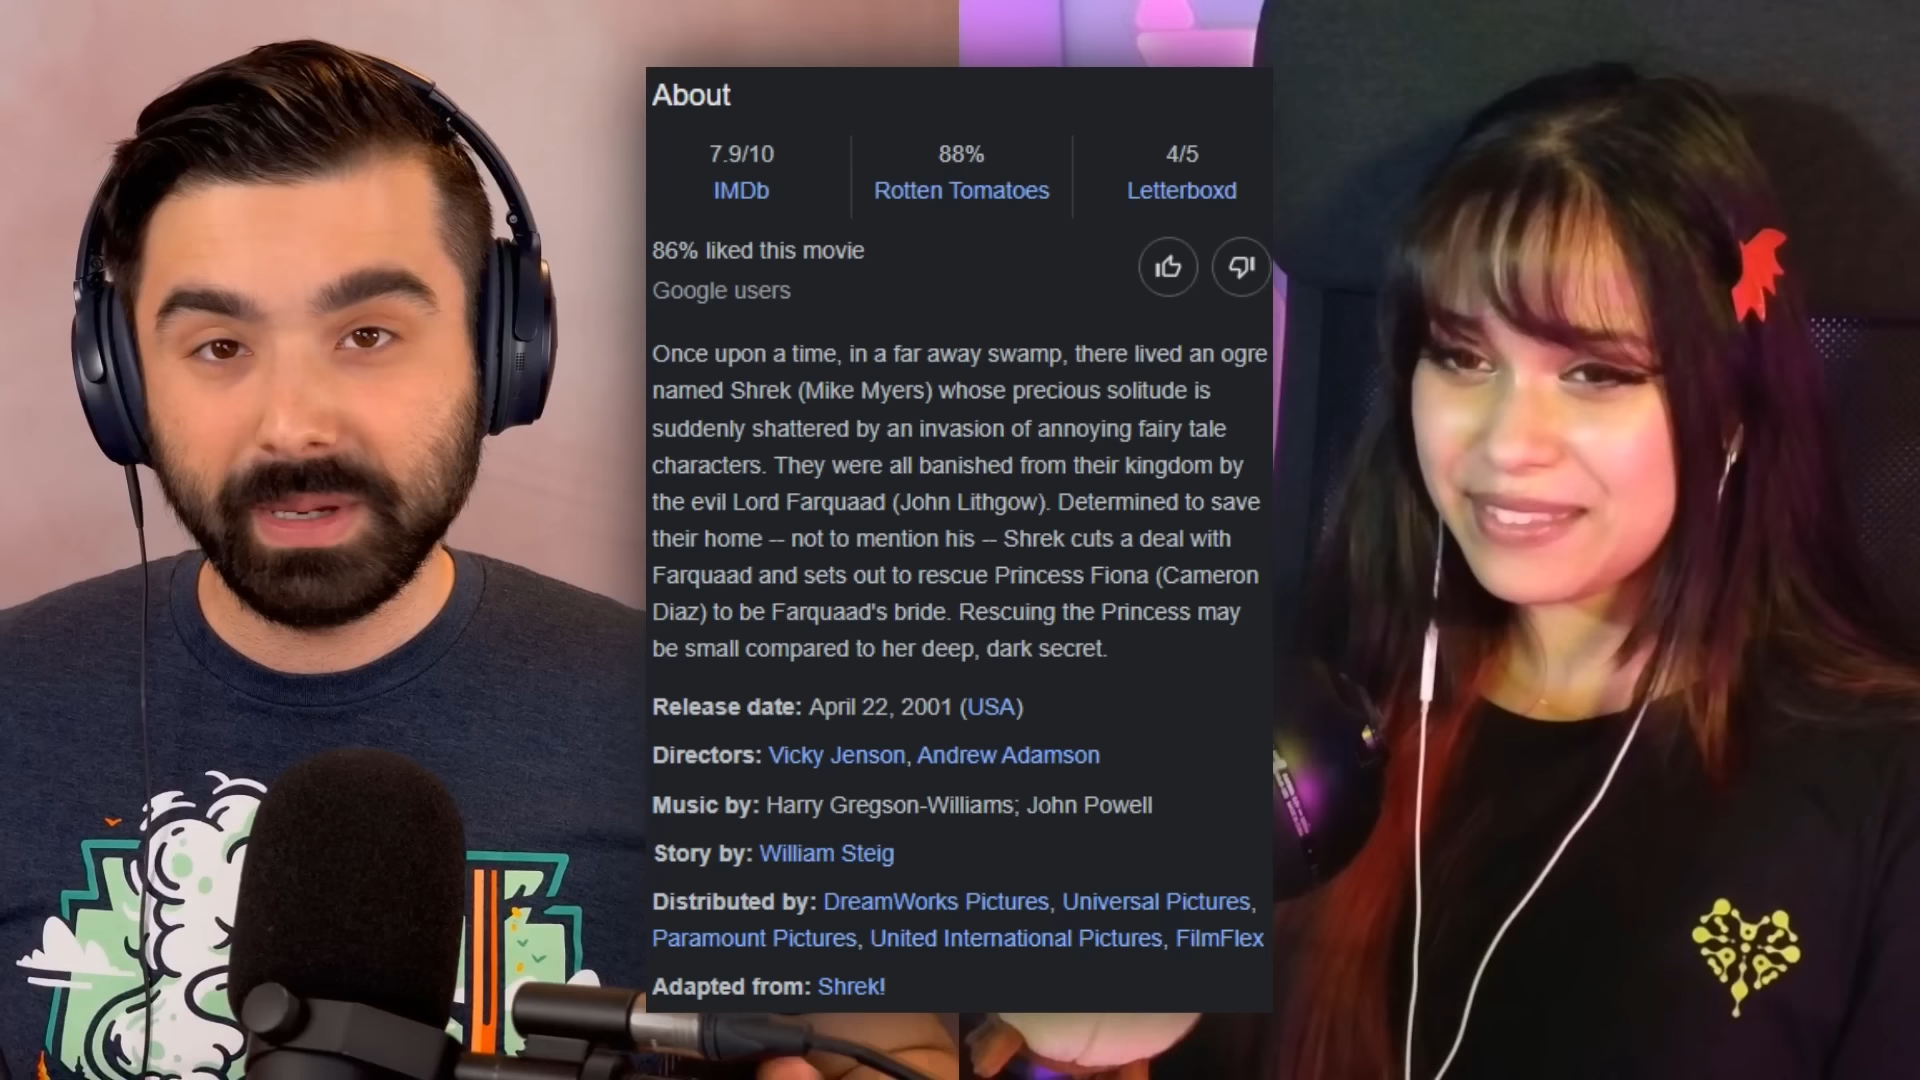 About
7.9/10
IMDb
88%
Rotten Tomatoes
4/5
Letterboxd
86% liked this movie
Google users
Once upon a time, in a far away swamp, there lived an ogre
named Shrek (Mike Myers) whose precious solitude is
suddenly shattered by an invasion of annoying fairy tale
characters. They were all banished from their kingdom by
the evil Lord Farquaad (John Lithgow). Determined to save
their home -- not to mention his -- Shrek cuts a deal with
Farquaad and sets out to rescue Princess Fiona (Cameron
Diaz) to be Farquaad's bride. Rescuing the Princess may
be small compared to her deep, dark secret.
Release date: April 22, 2001 (USA)
Directors: Vicky Jenson, Andrew Adamson
Music by: Harry Gregson-Williams; John Powell
Story by: William Steig
Distributed by: DreamWorks Pictures, Universal Pictures,
Paramount Pictures, United International Pictures, FilmFlex
Adapted from: Shrek!